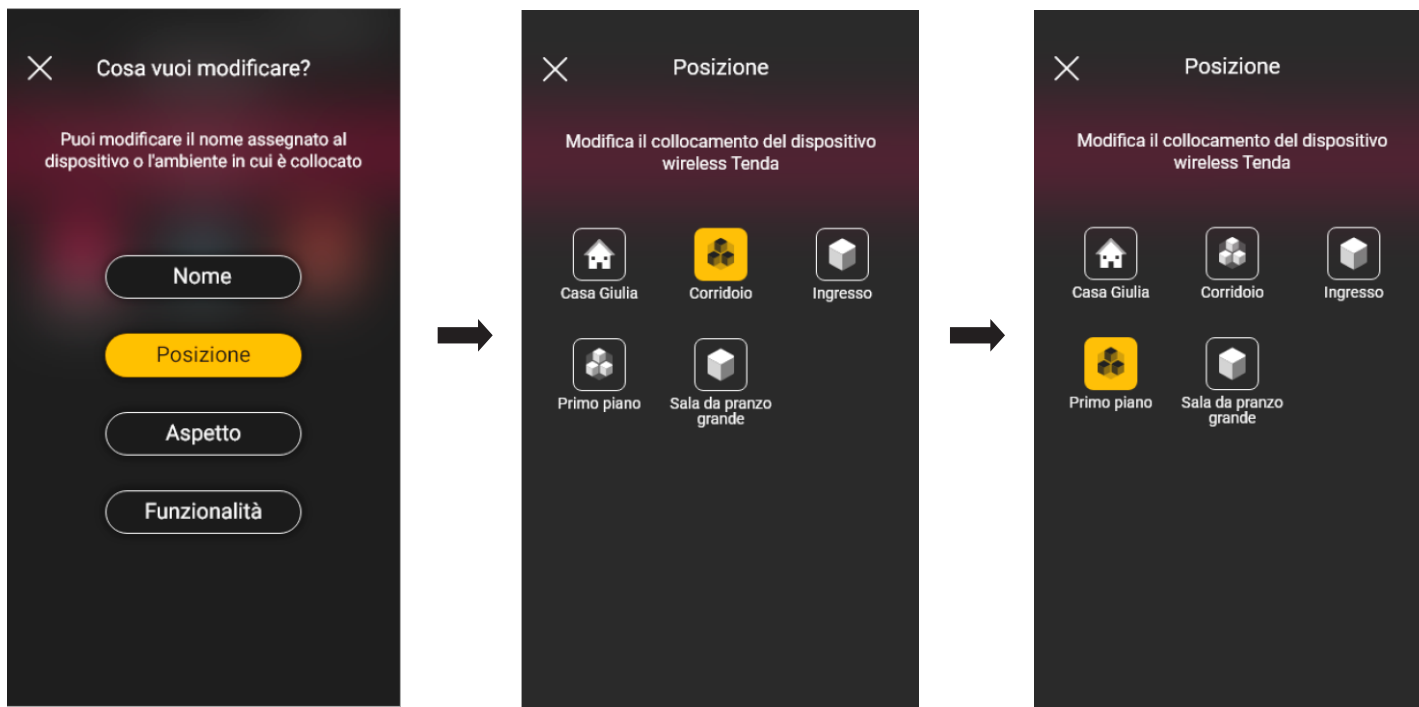 Cosa vuoi modificare?
Puoi modificare il nome assegnato al
dispositivo o l'ambiente in cui è collocato
Nome
Posizione
Aspetto
Funzionalità
Posizione
Modifica il collocamento del dispositivo
wireless Tenda
Casa Giulia
Corridoio
Ingresso
Primo piano
Sala da pranzo
grande
Posizione
Modifica il collocamento del dispositivo
wireless Tenda
Casa Giulia
Corridoio
Ingresso
Primo piano
Sala da pranzo
grande